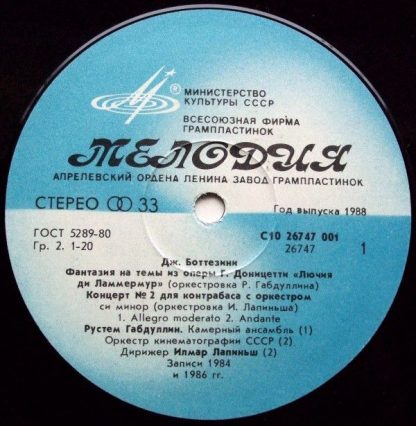 МИНИСТЕРСТВО
КУЛЬТУРЫ СССР
ВСЕСОЮЗНАЯ ФИРМА
ГРАМПЛАСТИНОК
®
МЕЛОДИЯ
АПРЕЛЕВСКИЙ ОРДЕНА ЛЕНИНА ЗАВОД ГРАМПЛАСТИНОК
СТЕРЕО 33
Год выпуска 1988
ГОСТ 5289-80
Гр. 2. 1-20
С10 26747 001
26747
1
Дж. Боттезини
Фантазия на темы из оперы Г. Доницетти «Лючия
ди Ламмермур» (оркестровка Р. Габдуллина)
Концерт № 2 для контрабаса с оркестром
си минор (оркестровка И. Лапиньша)
1. Allegro moderato 2. Andante
Рустем Габдуллин. Камерный ансамбль (1)
Оркестр кинематографии СССР (2)
Дирижер Илмар Лапиньш (2)
Записи 1984
и 1986 гг.